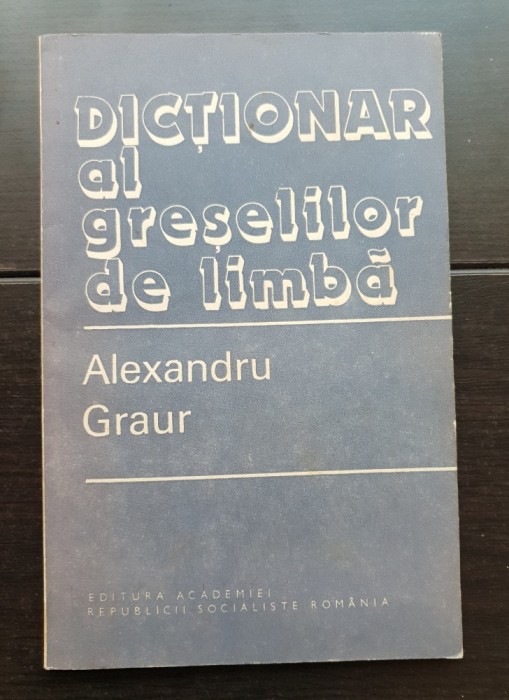 DICȚIONAR
al
greșelilor
de limbă
Alexandru
Graur
EDITURA ACADEMIEI
REPUBLICII SOCIALISTE ROMÂNIA